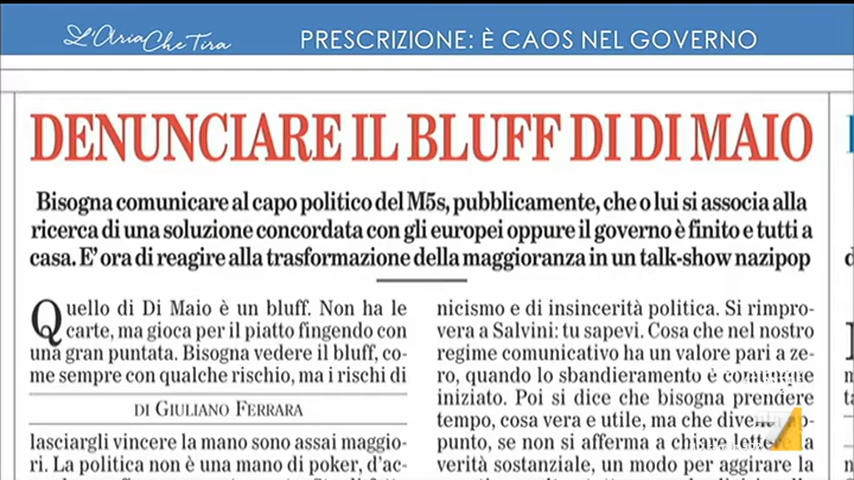 L'Aria Che Tira
PRESCRIZIONE: È CAOS NEL GOVERNO
DENUNCIARE IL BLUFF DI DI MAIO
Bisogna comunicare al capo politico del M5s, pubblicamente, che o lui si associa alla
ricerca di una soluzione concordata con gli europei oppure il governo è finito e tutti a
casa. E' ora di reagire alla trasformazione della maggioranza in un talk-show nazipop
Quello di Di Maio è un bluff. Non ha le
carte, ma gioca per il piatto fingendo con
una gran puntata. Bisogna vedere il bluff, co-
me sempre con qualche rischio, ma i rischi di
DI GIULIANO FERRARA
lasciargli vincere la mano sono assai maggio-
ri. La politica non è una mano di poker, d'ac-
nicismo e di insincerità politica. Si rimpro-
vera a Salvini: tu sapevi. Cosa che nel nostro
regime comunicativo ha un valore pari a ze-
ro, quando lo sbandieramento è comunque
iniziato. Poi si dice che bisogna prendere
tempo, cosa vera e utile, ma che diventa ap-
punto, se non si afferma a chiare lettere la
verità sostanziale, un modo per aggirare la